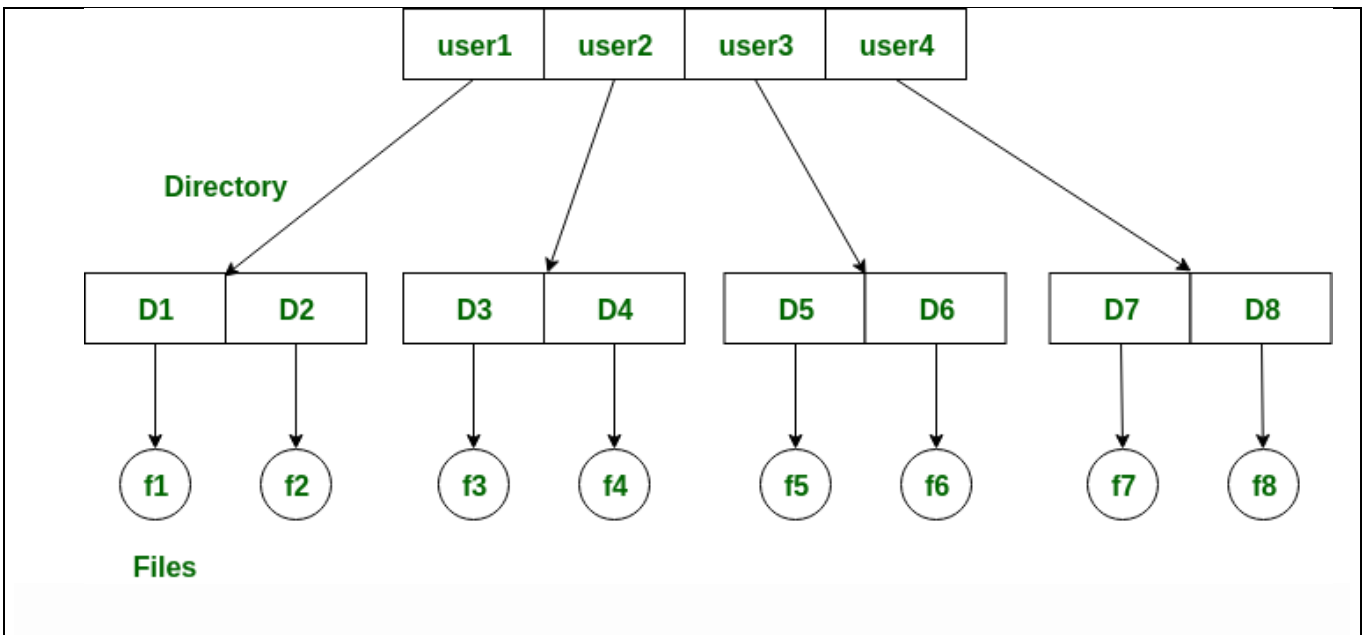 user1 user2 user3 user4
Directory
D1 D2 D3 D4 D5 D6 D7 D8
f1 f2 f3 f4 f5 f6 f7 f8
Files